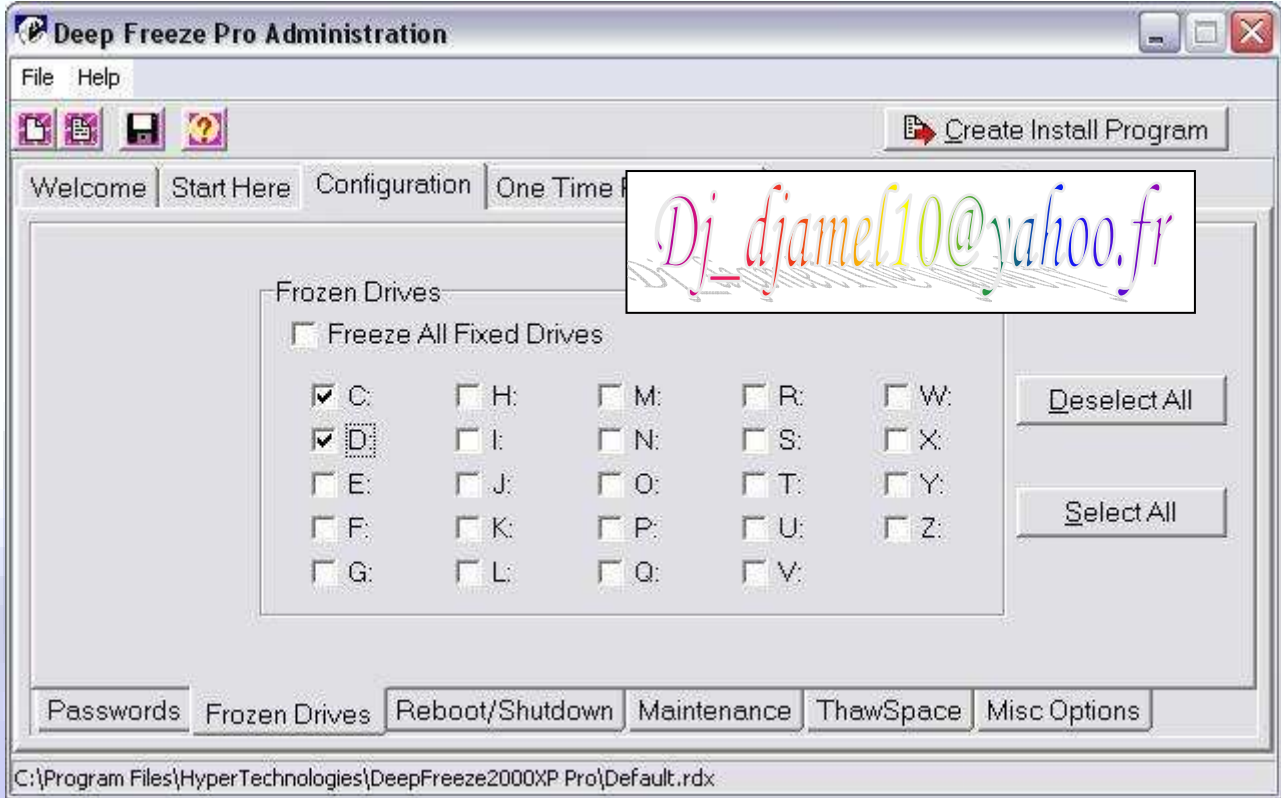 Deep Freeze Pro Administration
File Help
Create Install Program
Welcome Start Here Configuration One Time
Dj_djamel10@yahoo.fr
Frozen Drives
Freeze All Fixed Drives
C: H: M: R: W:
Deselect All
D: I: N: S: X:
E: J: O: T: Y:
Select All
F: K: P: U: Z:
G: L: Q: V:
Passwords Frozen Drives Reboot/Shutdown Maintenance ThawSpace Misc Options
C:\Program Files\HyperTechnologies\DeepFreeze2000XP Pro\Default.rdx